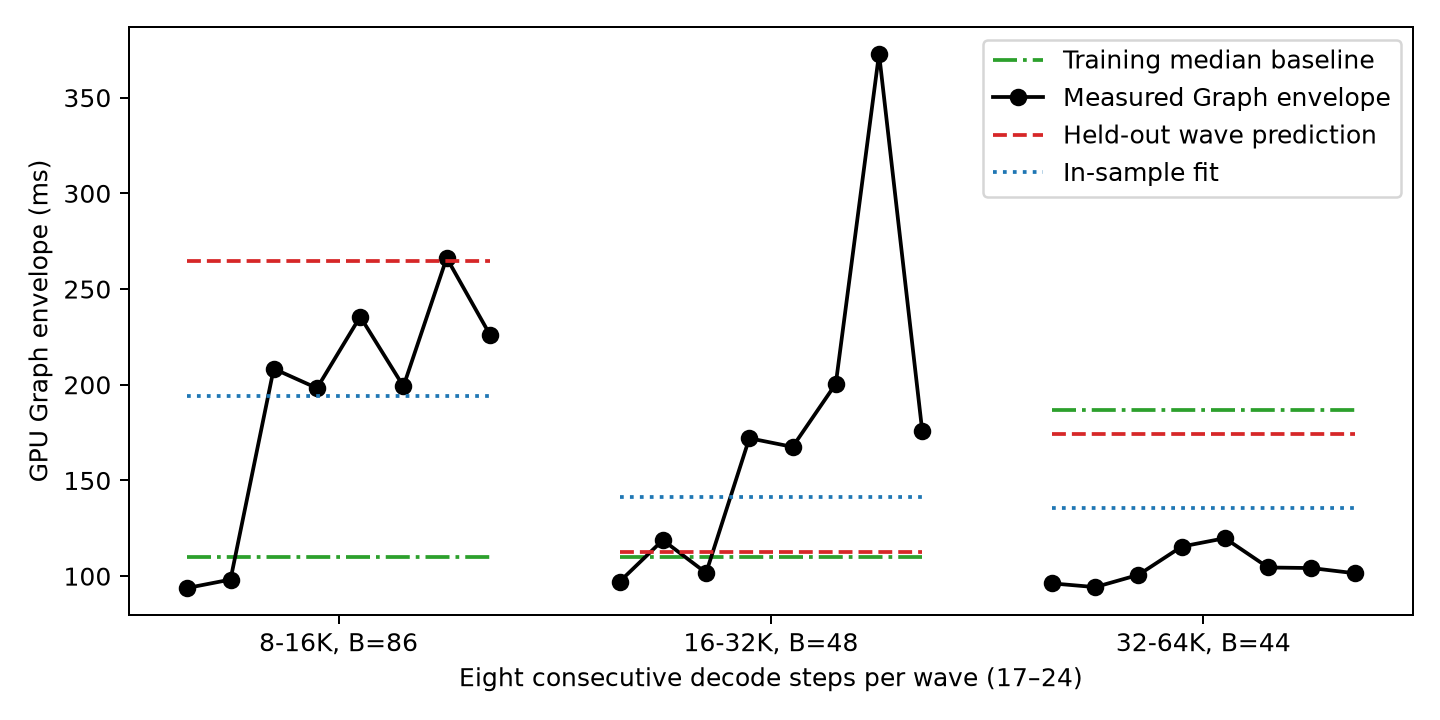 Training median baseline
Measured Graph envelope
Held-out wave prediction
In-sample fit
GPU Graph envelope (ms)
350
300
250
200
150
100
8-16K, B=86
16-32K, B=48
32-64K, B=44
Eight consecutive decode steps per wave (17–24)